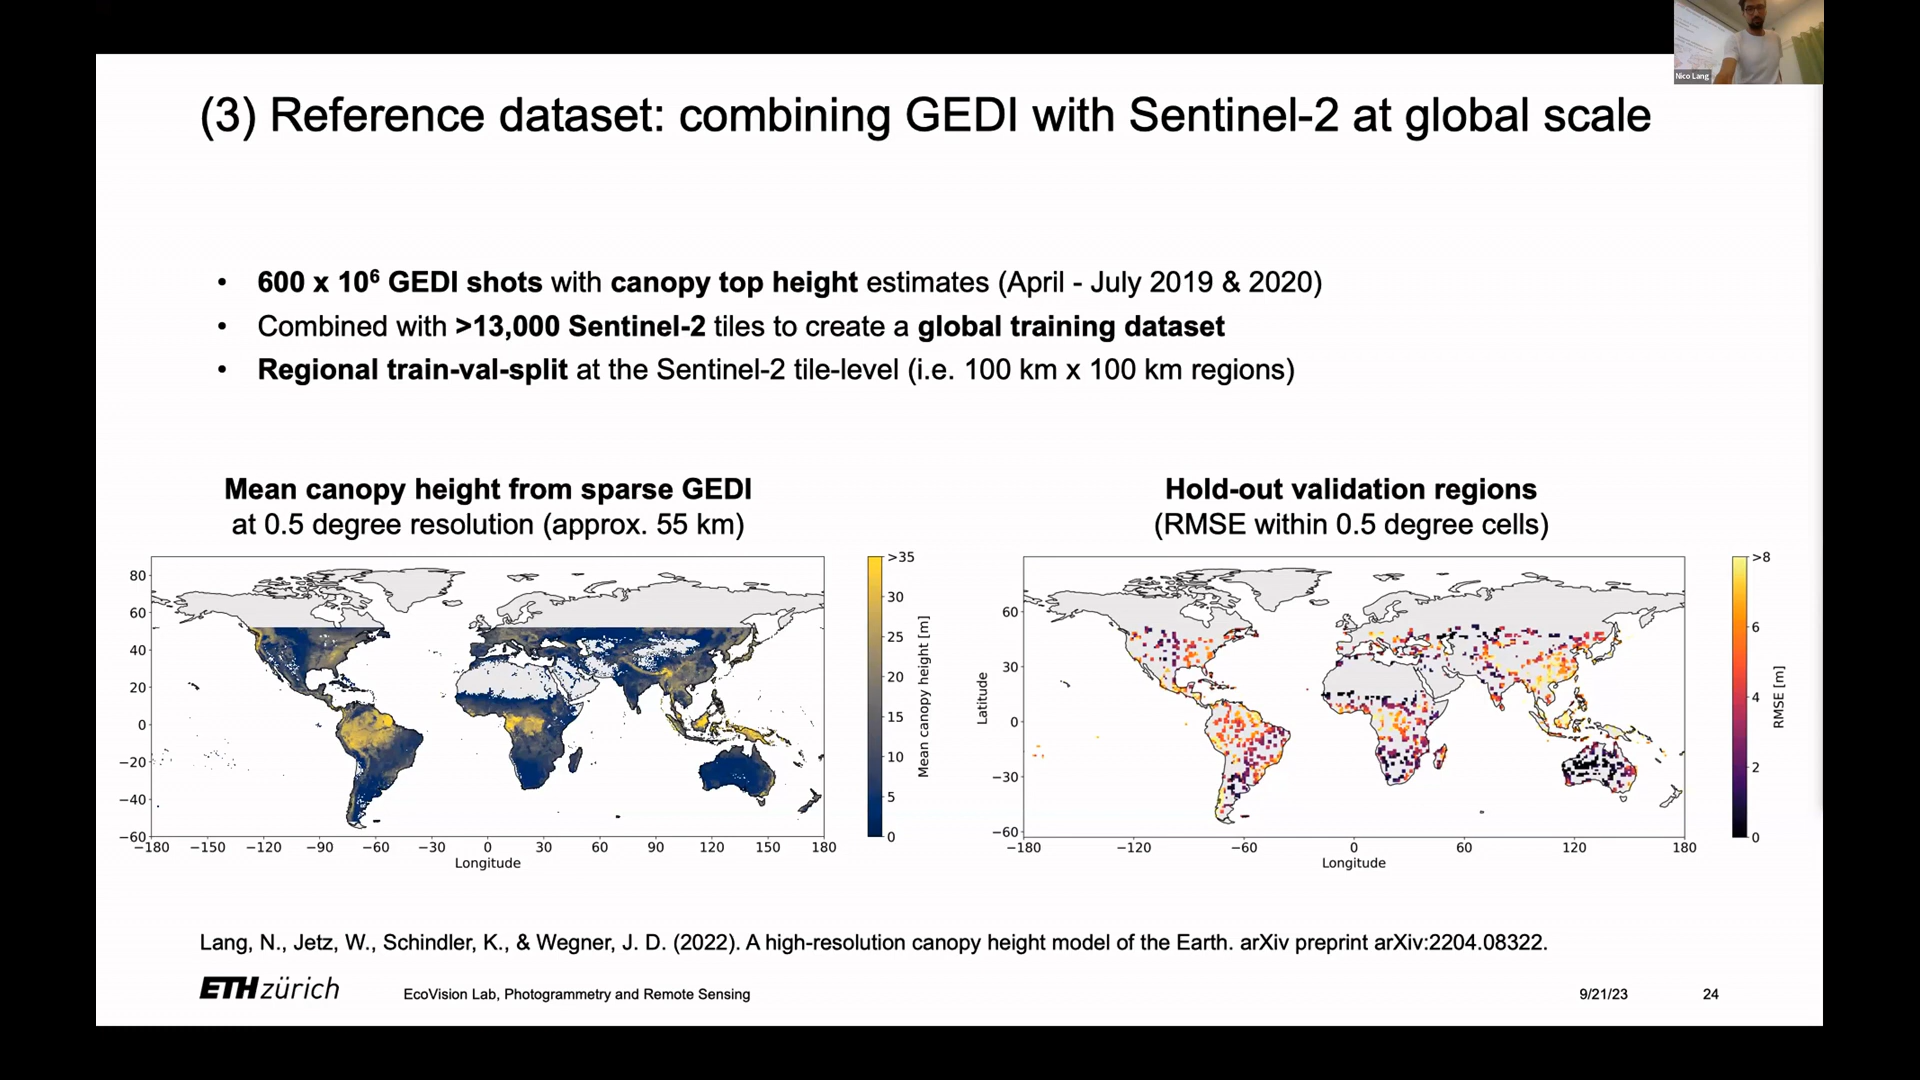 Nico Lang
(3) Reference dataset: combining GEDI with Sentinel-2 at global scale
• 600 x 10⁶ GEDI shots with canopy top height estimates (April - July 2019 & 2020)
• Combined with >13,000 Sentinel-2 tiles to create a global training dataset
• Regional train-val-split at the Sentinel-2 tile-level (i.e. 100 km x 100 km regions)
Mean canopy height from sparse GEDI
at 0.5 degree resolution (approx. 55 km)
80
60
40
20
0
−20
−40
−60
−180 −150 −120 −90 −60 −30 0 30 60 90 120 150 180
Longitude
>35
30
25
20
15
10
5
0
Mean canopy height [m]
Hold-out validation regions
(RMSE within 0.5 degree cells)
Latitude
60
30
0
−30
−60
−180 −120 −60 0 60 120 180
Longitude
>8
6
4
2
0
RMSE [m]
Lang, N., Jetz, W., Schindler, K., & Wegner, J. D. (2022). A high-resolution canopy height model of the Earth. arXiv preprint arXiv:2204.08322.
ETH zürich EcoVision Lab, Photogrammetry and Remote Sensing 9/21/23 24